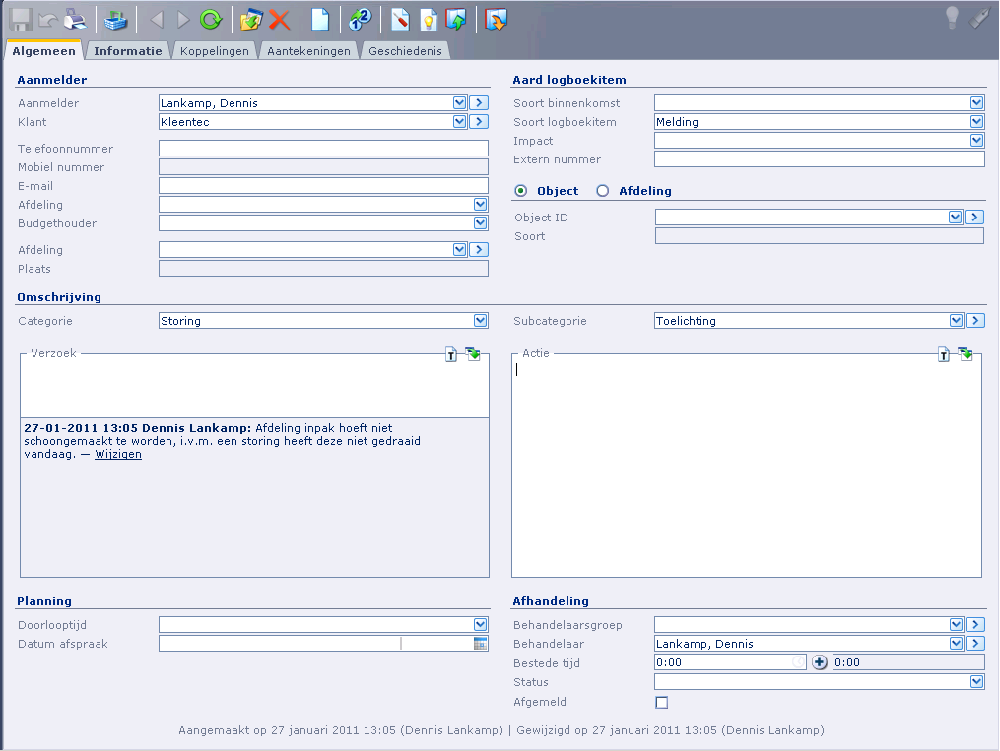 Algemeen Informatie Koppelingen Aantekeningen Geschiedenis
Aanmelder
Aanmelder Lankamp, Dennis
Klant Kleentec
Telefoonnummer
Mobiel nummer
E-mail
Afdeling
Budgethouder
Afdeling
Plaats
Aard logboekitem
Soort binnenkomst
Soort logboekitem Melding
Impact
Extern nummer
Object Afdeling
Object ID
Soort
Omschrijving
Categorie Storing
Subcategorie Toelichting
Verzoek
27-01-2011 13:05 Dennis Lankamp: Afdeling inpak hoeft niet
schoongemaakt te worden, i.v.m. een storing heeft deze niet gedraaid
vandaag. — Wijzigen
Actie
Planning
Doorlooptijd
Datum afspraak
Afhandeling
Behandelaarsgroep
Behandelaar Lankamp, Dennis
Bestede tijd 0:00 0:00
Status
Afgemeld
Aangemaakt op 27 januari 2011 13:05 (Dennis Lankamp) | Gewijzigd op 27 januari 2011 13:05 (Dennis Lankamp)